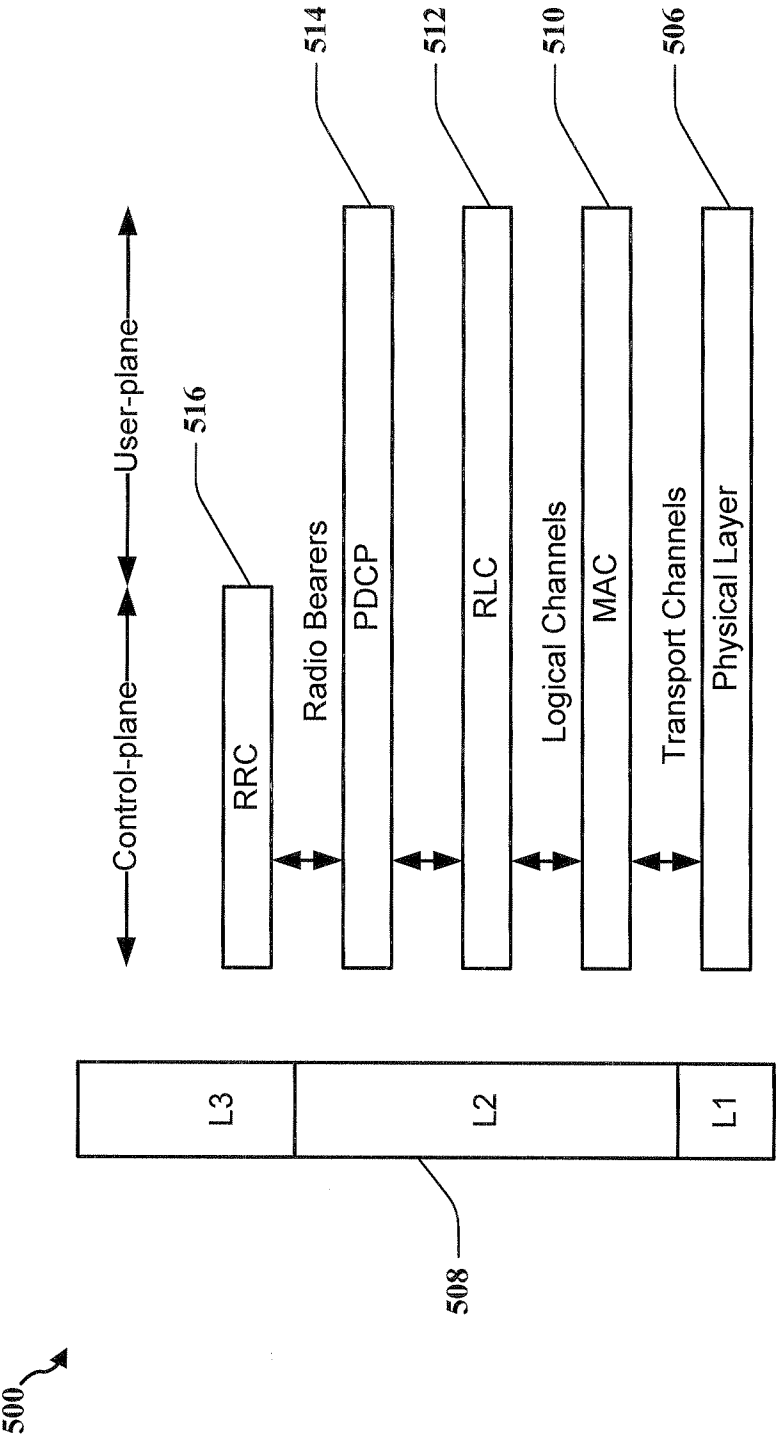 500
Control-plane
User-plane
L3
RRC
516
Radio Bearers
PDCP
514
508
L2
RLC
512
Logical Channels
MAC
510
Transport Channels
L1
Physical Layer
506